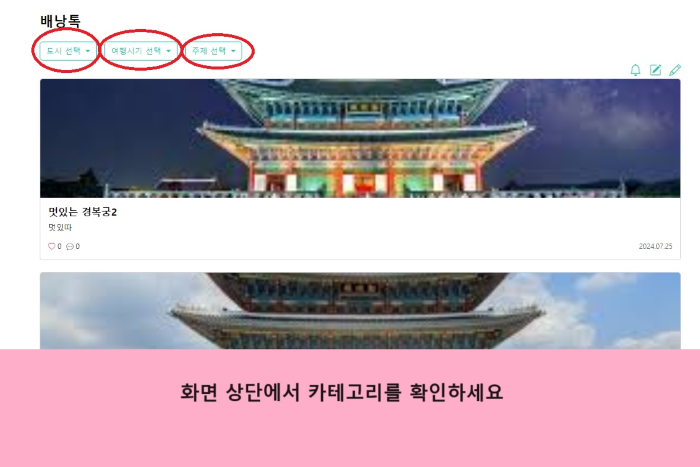 배낭톡
도시 선택 여행시기 선택 주제 선택
멋있는 경복궁2
멋있따
0 0 2024.07.25
화면 상단에서 카테고리를 확인하세요